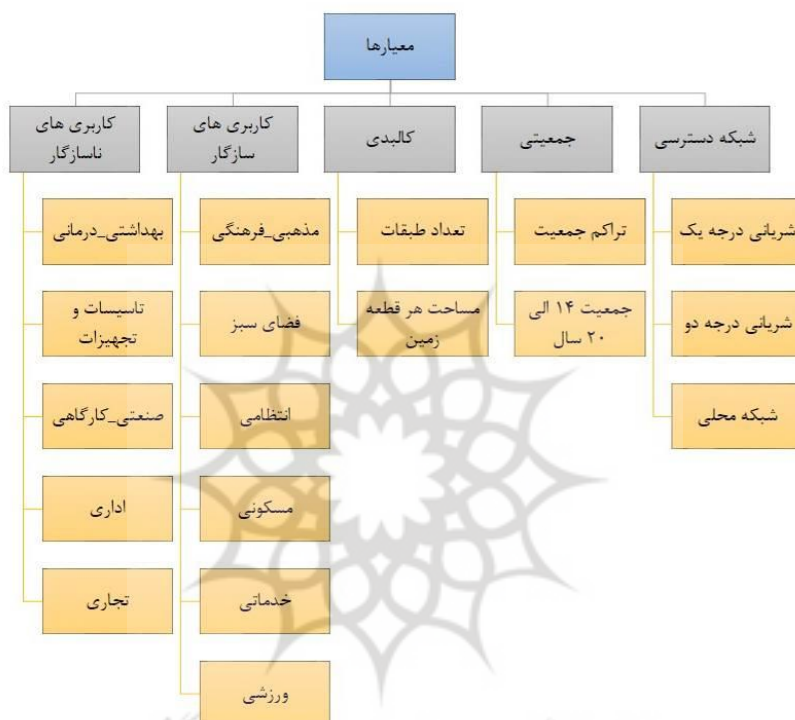 معیارها
شبکه دسترسی
شریانی درجه یک
شریانی درجه دو
شبکه محلی
جمعیتی
تراکم جمعیت
جمعیت ۱۴ الی
۲۰ سال
کالبدی
تعداد طبقات
مساحت هر قطعه
زمین
کاربری های
سازگار
مذهبی_فرهنگی
فضای سبز
انتظامی
مسکونی
خدماتی
ورزشی
کاربری های
ناسازگار
بهداشتی_درمانی
تاسیسات و
تجهیزات
صنعتی_کارگاهی
اداری
تجاری